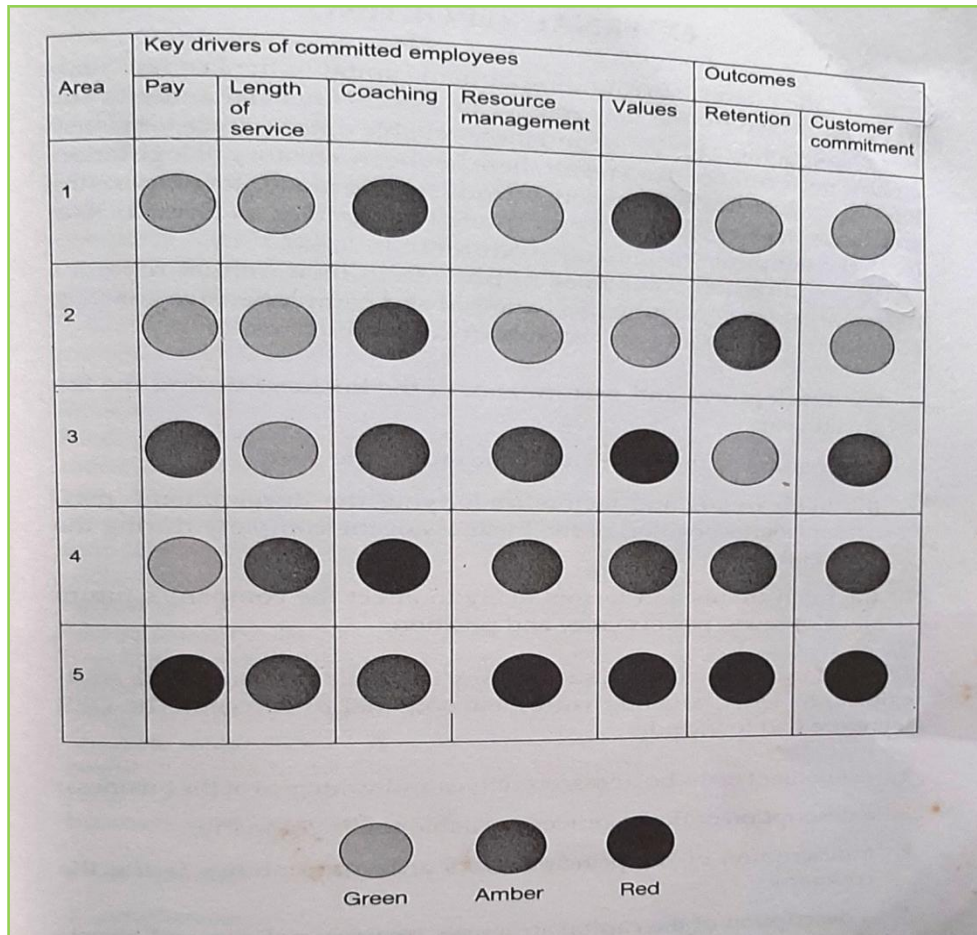 Key drivers of committed employees
Outcomes
Area
Pay
Length
of
service
Coaching
Resource
management
Values
Retention
Customer
commitment
1
2
3
4
5
Green
Amber
Red